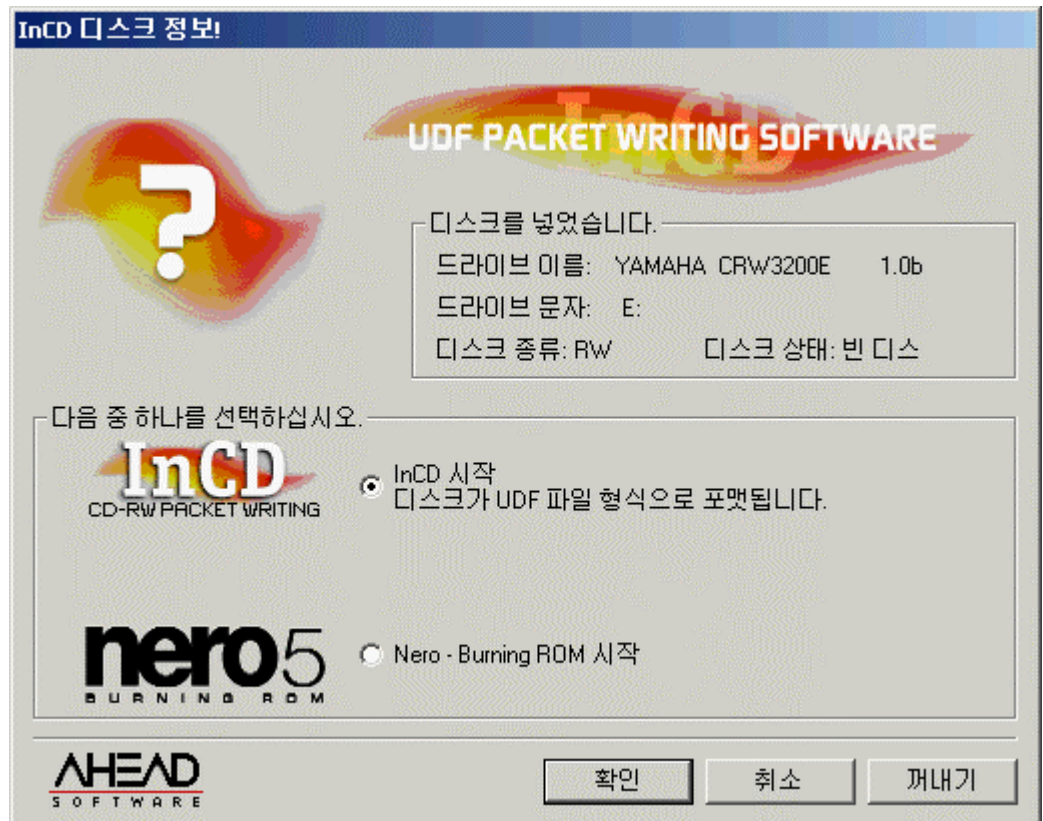 InCD 디스크 정보!
InCD
UDF PACKET WRITING SOFTWARE
?
디스크를 넣었습니다.
드라이브 이름: YAMAHA CRW3200E 1.0b
드라이브 문자: E:
디스크 종류: RW 디스크 상태: 빈 디스
다음 중 하나를 선택하십시오.
InCD
CD-RW PACKET WRITING
InCD 시작
디스크가 UDF 파일 형식으로 포맷됩니다.
nero5
BURNING ROM
Nero - Burning ROM 시작
AHEAD
SOFTWARE
확인 취소 꺼내기